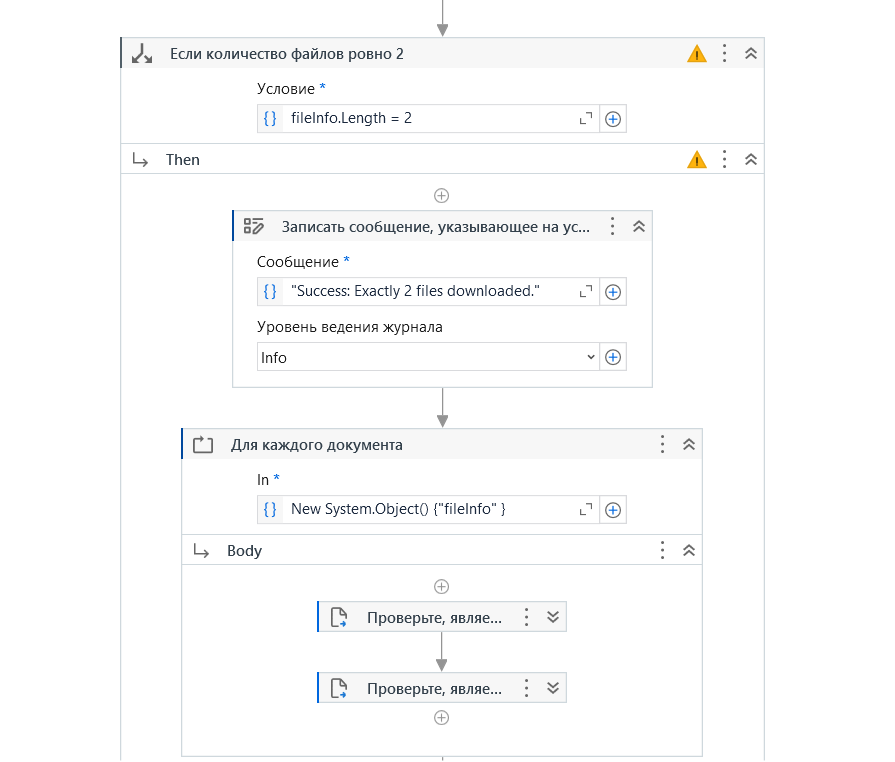 Если количество файлов ровно 2
Условие *
{} fileInfo.Length = 2
Then
Записать сообщение, указывающее на ус...
Сообщение *
{} "Success: Exactly 2 files downloaded."
Уровень ведения журнала
Info
Для каждого документа
In *
{} New System.Object() {"fileInfo" }
Body
Проверьте, являе...
Проверьте, являе...